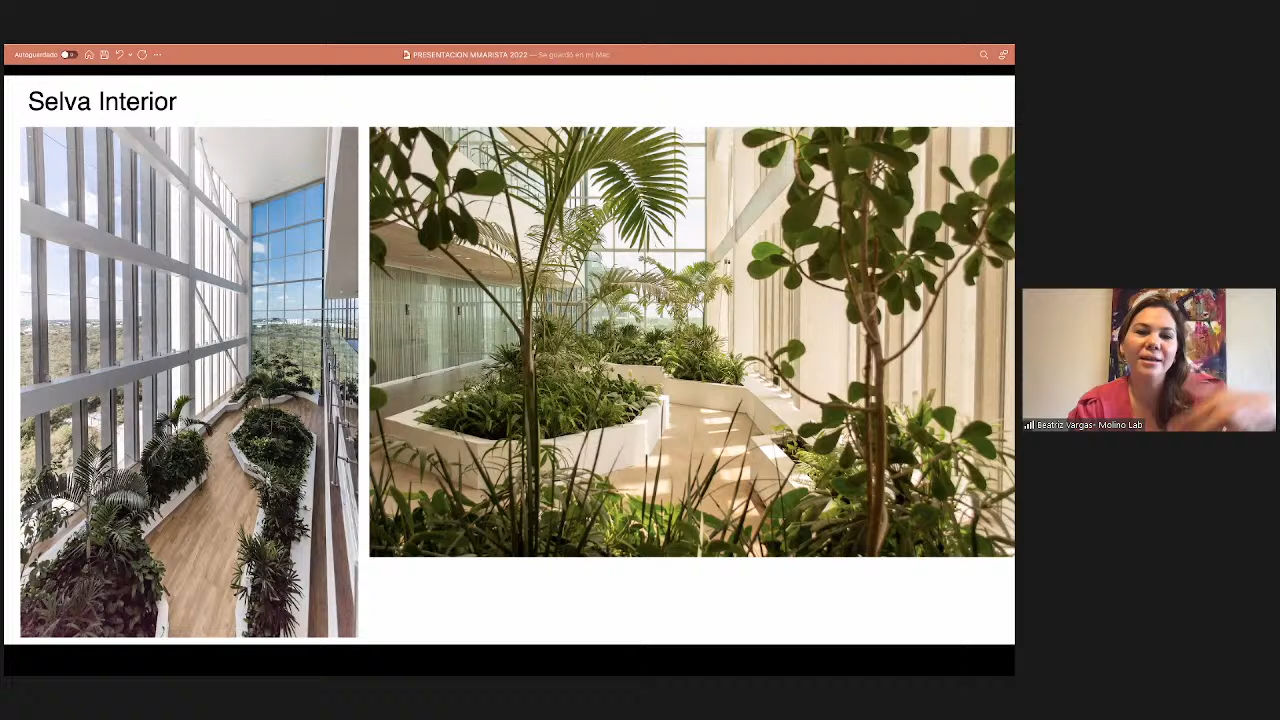 Autoguardado
PRESENTACION MMARISTA 2022 — Se guardó en mi Mac
Selva Interior
Beatriz Vargas- Molino Lab